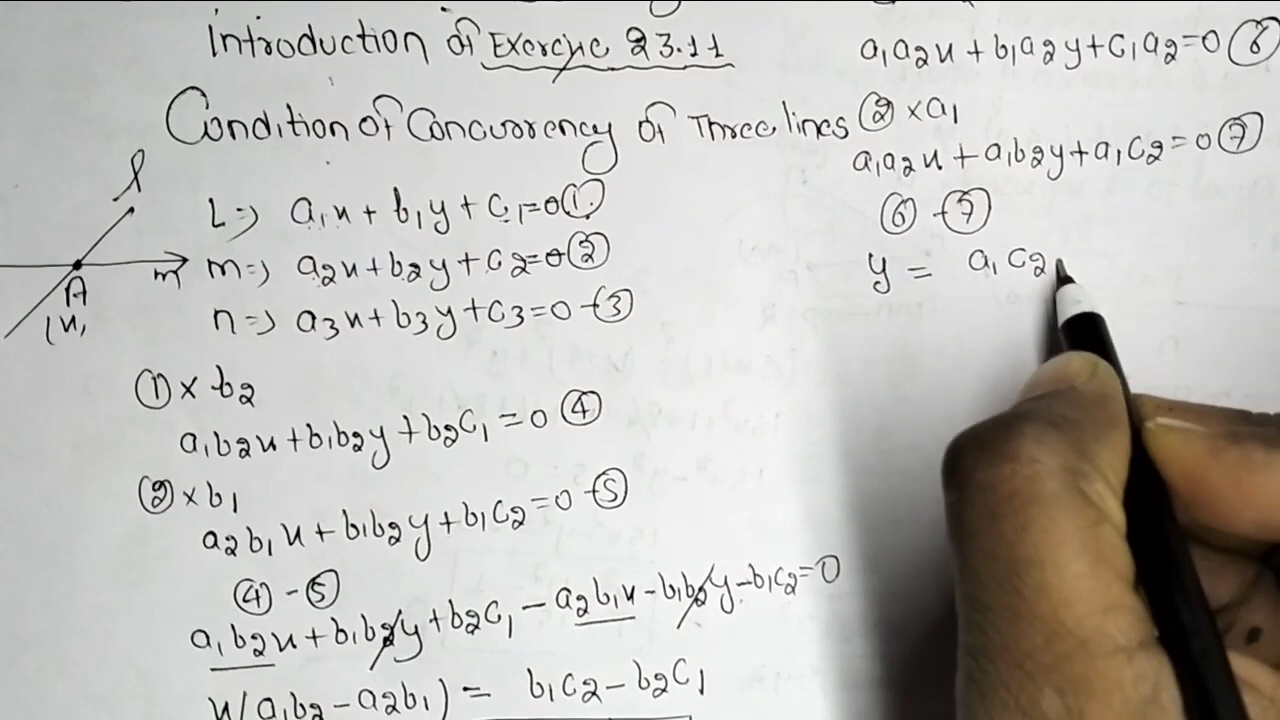 Introduction of Exercise 23.11
Condition of Concurrency of Three lines
l
m
A
(x,
L => a₁x + b₁y + c₁=0 ①
m => a₂x + b₂y + c₂=0 ②
n => a₃x + b₃y + c₃=0 - ③
① × b₂
a₁b₂x + b₁b₂y + b₂c₁ = 0 ④
② × b₁
a₂b₁x + b₁b₂y + b₁c₂=0 - ⑤
④ - ⑤
a₁b₂x + b₁b₂y + b₂c₁ - a₂b₁x - b₁b₂y - b₁c₂=0
x(a₁b₂ - a₂b₁) = b₁c₂ - b₂c₁
a₁a₂x + b₁a₂y + c₁a₂=0 ⑥
② × a₁
a₁a₂x + a₁b₂y + a₁c₂=0 ⑦
⑥ - ⑦
y = a₁c₂